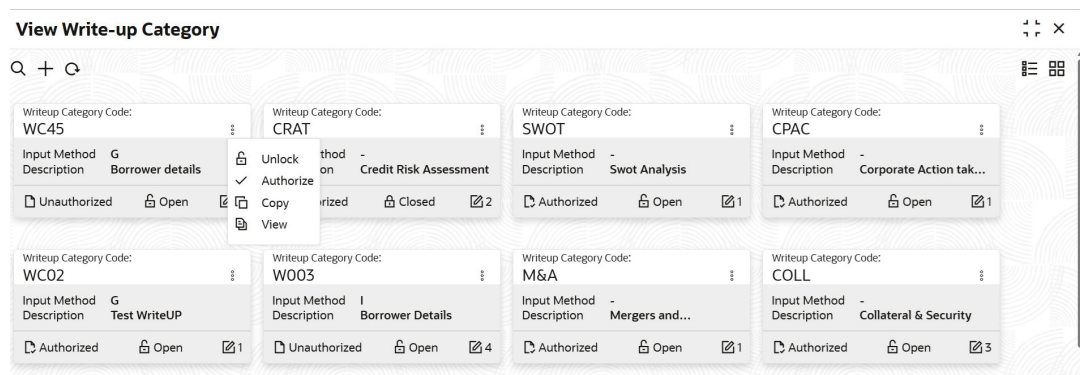 View Write-up Category
Writeup Category Code:
WC45
Input Method G
Description Borrower details
Unauthorized Open
Unlock
Authorize
Copy
View
Writeup Category Code:
CRAT
thod -
on Credit Risk Assessment
rized Closed 2
Writeup Category Code:
SWOT
Input Method -
Description Swot Analysis
Authorized Open 1
Writeup Category Code:
CPAC
Input Method -
Description Corporate Action tak...
Authorized Open 1
Writeup Category Code:
WC02
Input Method G
Description Test WriteUP
Authorized Open 1
Writeup Category Code:
W003
Input Method I
Description Borrower Details
Unauthorized Open 4
Writeup Category Code:
M&A
Input Method -
Description Mergers and...
Authorized Open 1
Writeup Category Code:
COLL
Input Method -
Description Collateral & Security
Authorized Open 3